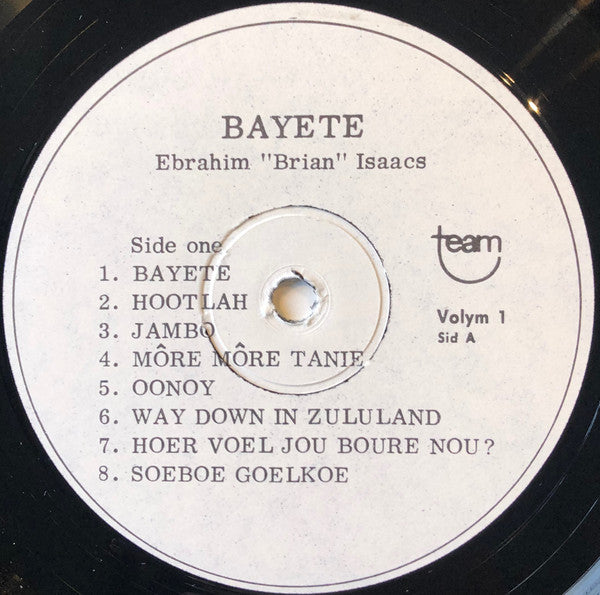 BAYETE
Ebrahim "Brian" Isaacs
Side one
1. BAYETE
2. HOOTLAH
3. JAMBO
4. MÔRE MÔRE TANIE
5. OONOY
6. WAY DOWN IN ZULULAND
7. HOER VOEL JOU BOURE NOU?
8. SOEBOE GOELKOE
team
Volym 1
Sid A